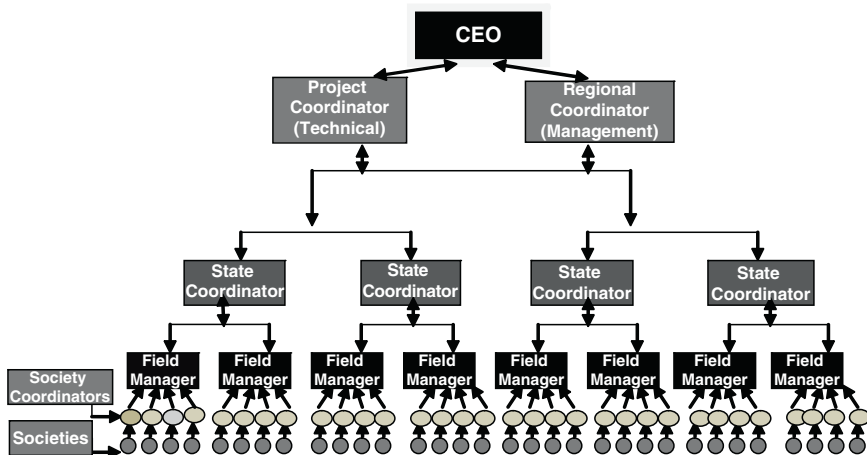 CEO
Project
Coordinator
(Technical)
Regional
Coordinator
(Management)
State
Coordinator
State
Coordinator
State
Coordinator
State
Coordinator
Field
Manager
Field
Manager
Field
Manager
Field
Manager
Field
Manager
Field
Manager
Field
Manager
Field
Manager
Society
Coordinators
Societies